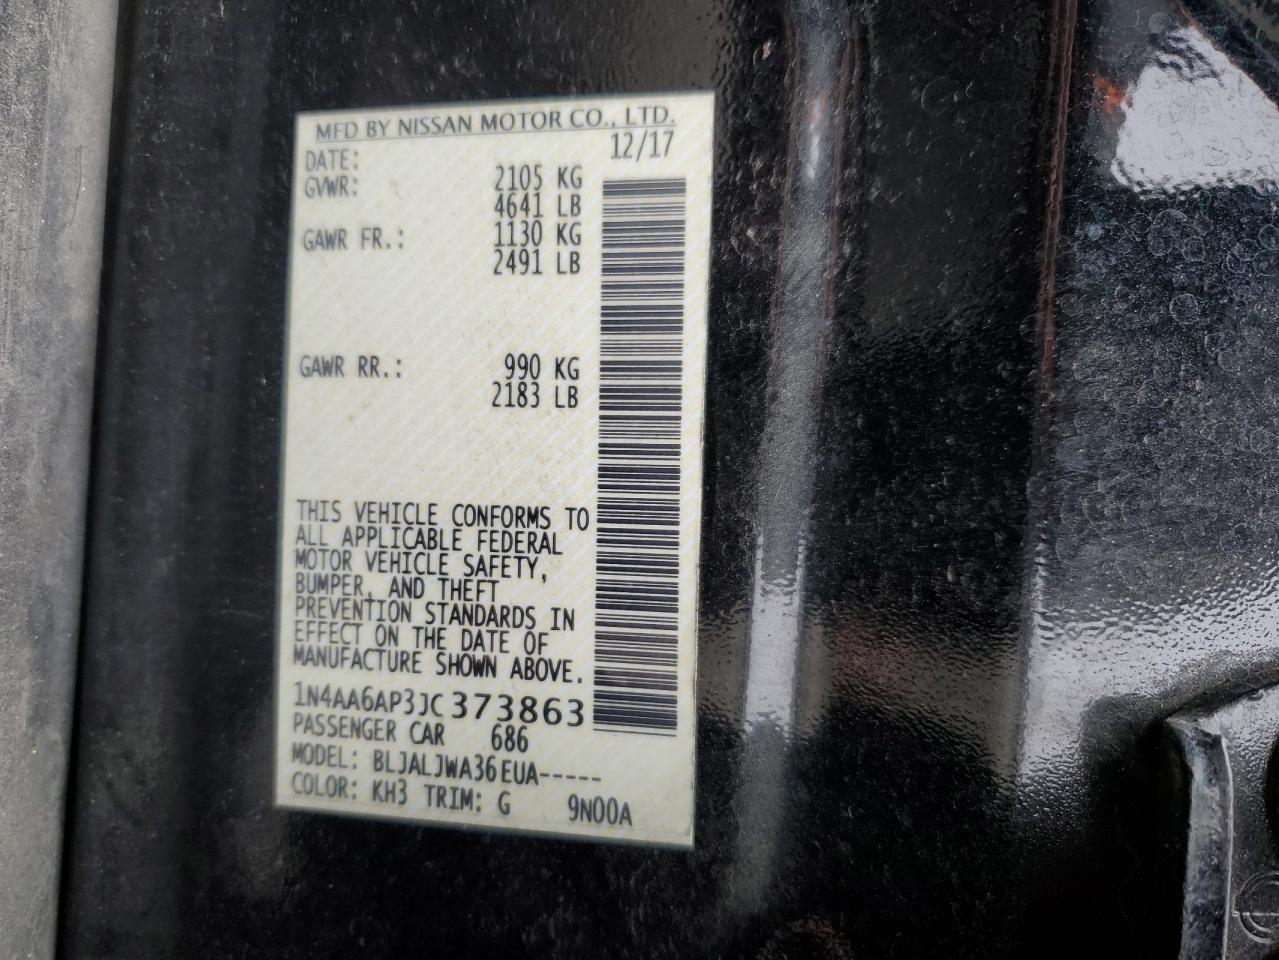 MFD BY NISSAN MOTOR CO., LTD.
DATE: 12/17
GVWR: 2105 KG
4641 LB
GAWR FR.: 1130 KG
2491 LB
GAWR RR.: 990 KG
2183 LB
THIS VEHICLE CONFORMS TO
ALL APPLICABLE FEDERAL
MOTOR VEHICLE SAFETY,
BUMPER, AND THEFT
PREVENTION STANDARDS IN
EFFECT ON THE DATE OF
MANUFACTURE SHOWN ABOVE.
1N4AA6AP3JC373863
PASSENGER CAR 686
MODEL: BLJALJWA36EUA-----
COLOR: KH3 TRIM: G 9N00A